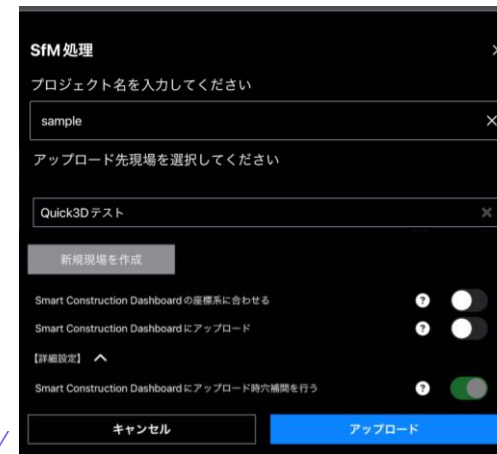 SfM処理
プロジェクト名を入力してください
sample
アップロード先現場を選択してください
Quick3Dテスト
新規現場を作成
Smart Construction Dashboardの座標系に合わせる
Smart Construction Dashboardにアップロード
【詳細設定】
Smart Construction Dashboardにアップロード時穴補間を行う
キャンセル アップロード